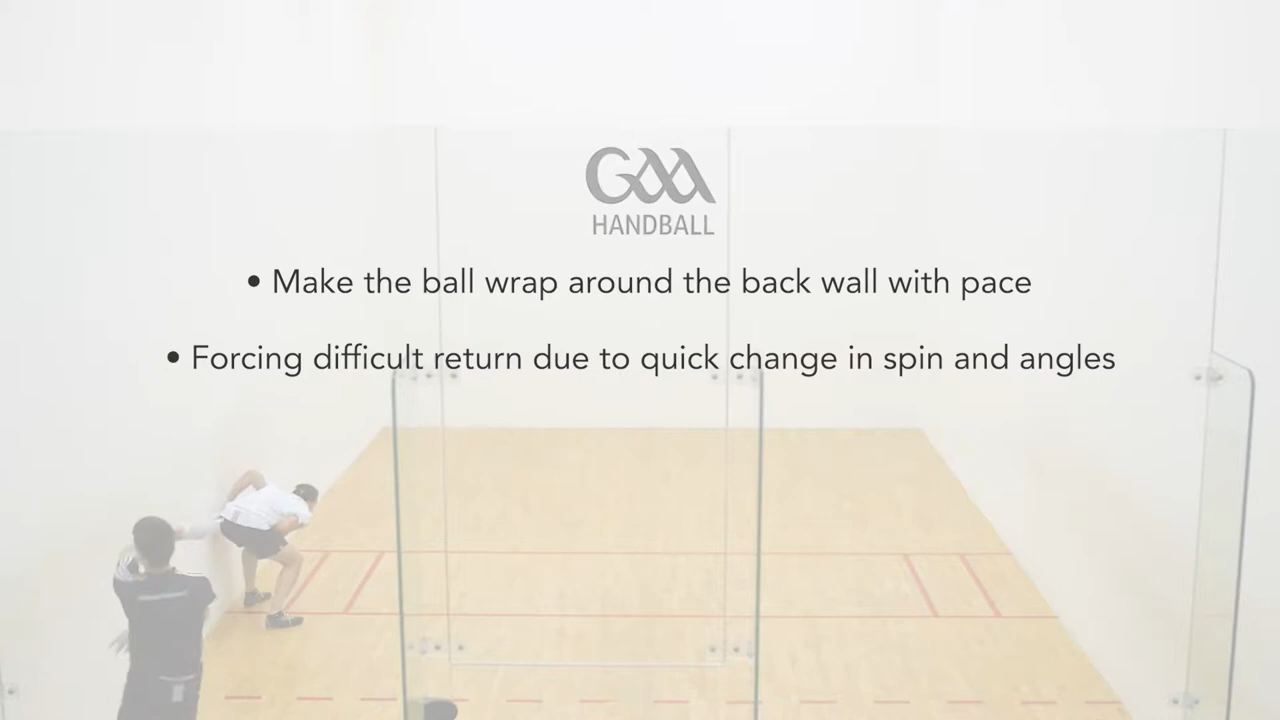 GAA
HANDBALL
• Make the ball wrap around the back wall with pace
• Forcing difficult return due to quick change in spin and angles